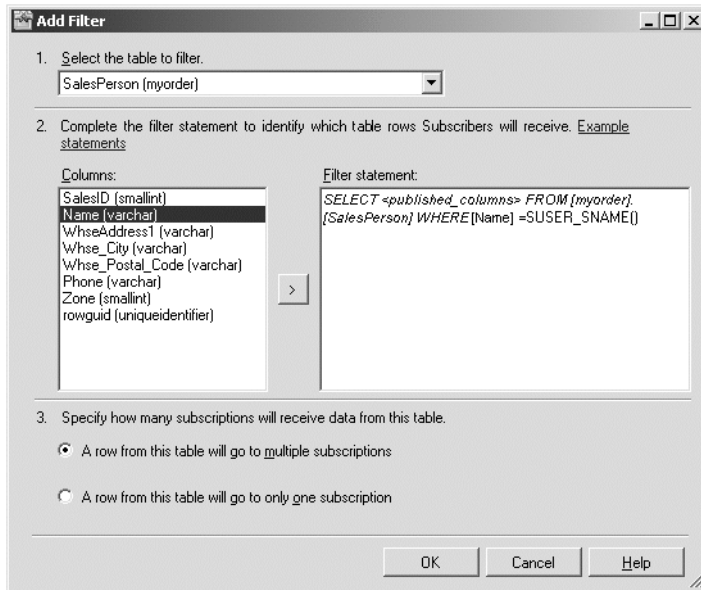 Add Filter
1. Select the table to filter.
SalesPerson (myorder)
2. Complete the filter statement to identify which table rows Subscribers will receive. Example
statements
Columns:
SalesID (smallint)
Name (varchar)
WhseAddress1 (varchar)
Whse_City (varchar)
Whse_Postal_Code (varchar)
Phone (varchar)
Zone (smallint)
rowguid (uniqueidentifier)
>
Filter statement:
SELECT <published_columns> FROM [myorder].
[SalesPerson] WHERE [Name] =SUSER_SNAME()
3. Specify how many subscriptions will receive data from this table.
A row from this table will go to multiple subscriptions
A row from this table will go to only one subscription
OK Cancel Help